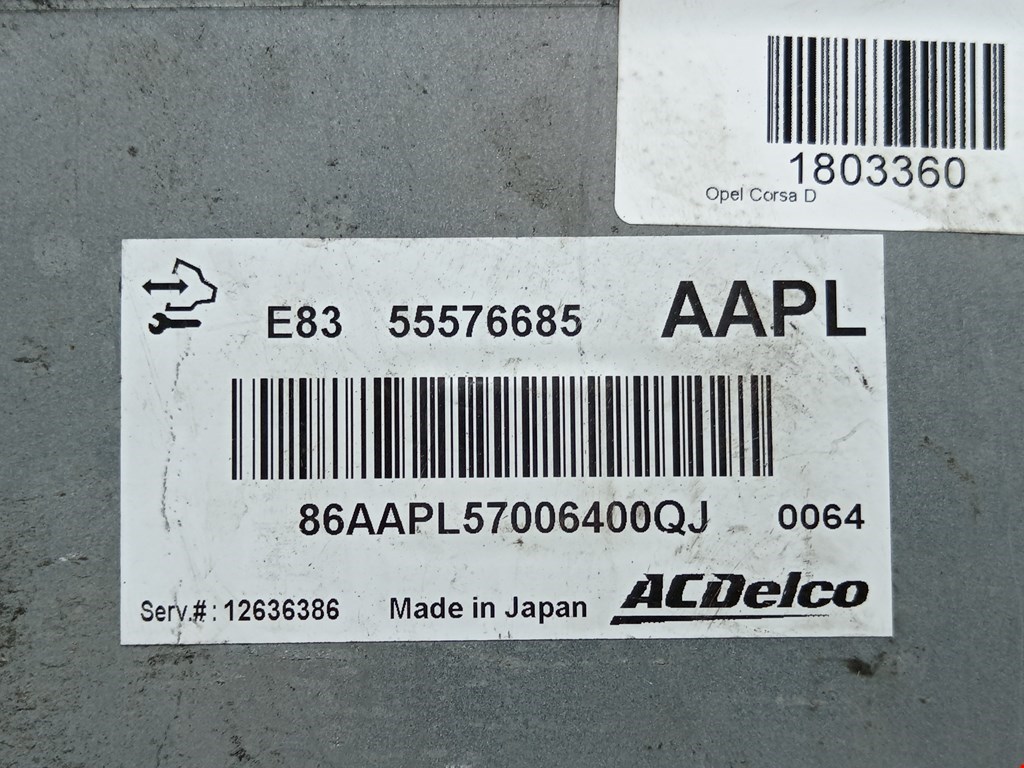 1803360
Opel Corsa D
E83 55576685 AAPL
86AAPL57006400QJ 0064
Serv.#: 12636386 Made in Japan ACDelco